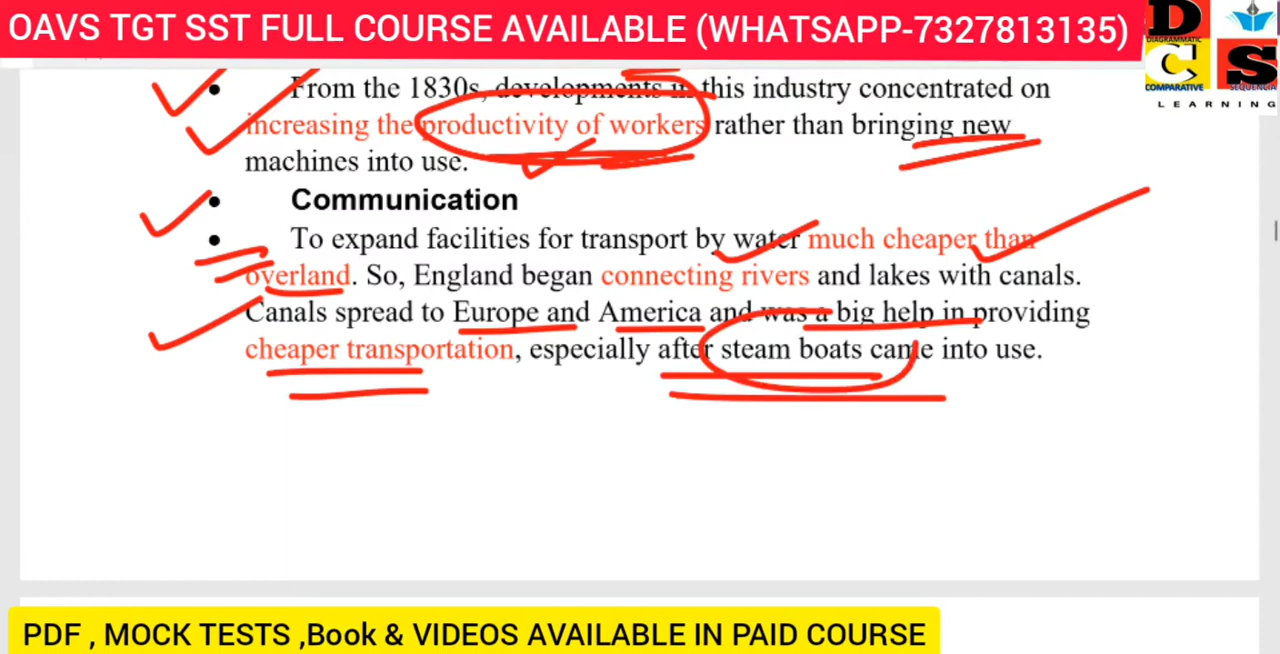 OAVS TGT SST FULL COURSE AVAILABLE (WHATSAPP-7327813135)
D
DIAGRAMMATIC
C
COMPARATIVE
S
SEQUENCIA
LEARNING
• From the 1830s, developments in this industry concentrated on
increasing the productivity of workers rather than bringing new
machines into use.
• Communication
• To expand facilities for transport by water much cheaper than
overland. So, England began connecting rivers and lakes with canals.
Canals spread to Europe and America and was a big help in providing
cheaper transportation, especially after steam boats came into use.
PDF , MOCK TESTS ,Book & VIDEOS AVAILABLE IN PAID COURSE